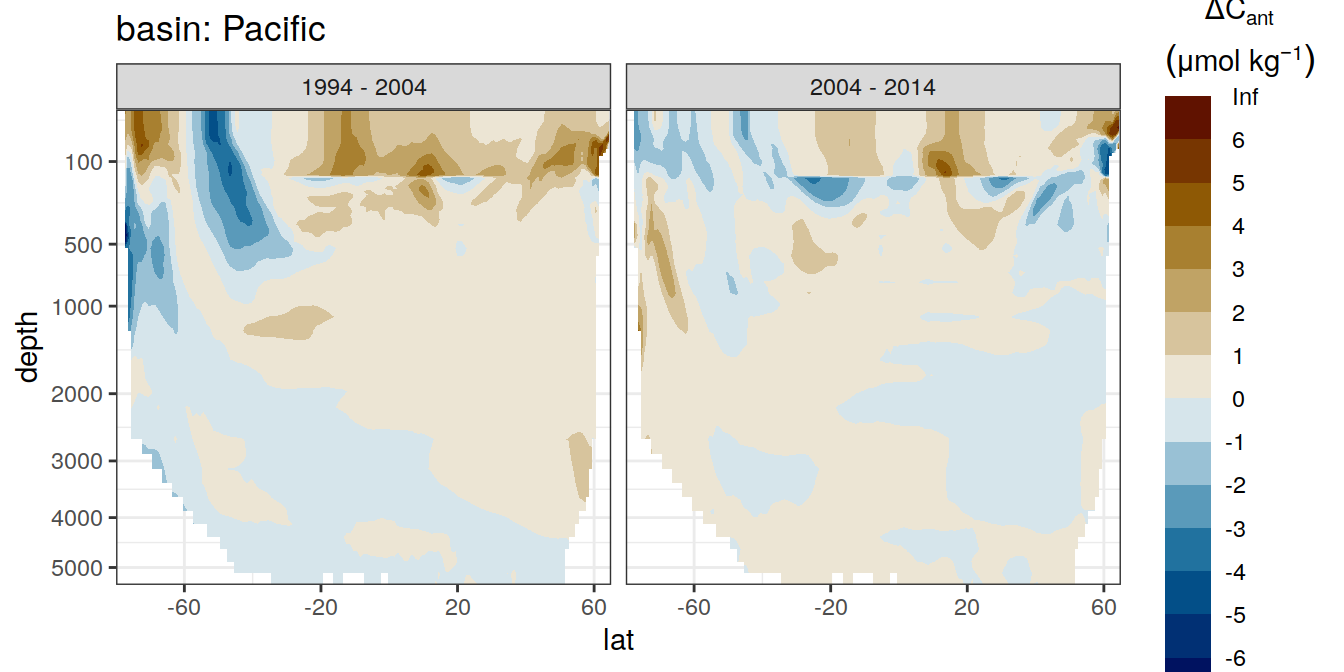 basin: Pacific
1994 - 2004
2004 - 2014
ΔCant
(μmol kg⁻¹)
Inf
6
5
4
3
2
1
0
-1
-2
-3
-4
-5
-6
depth
100
500
1000
2000
3000
4000
5000
-60 -20 20 60
-60 -20 20 60
lat